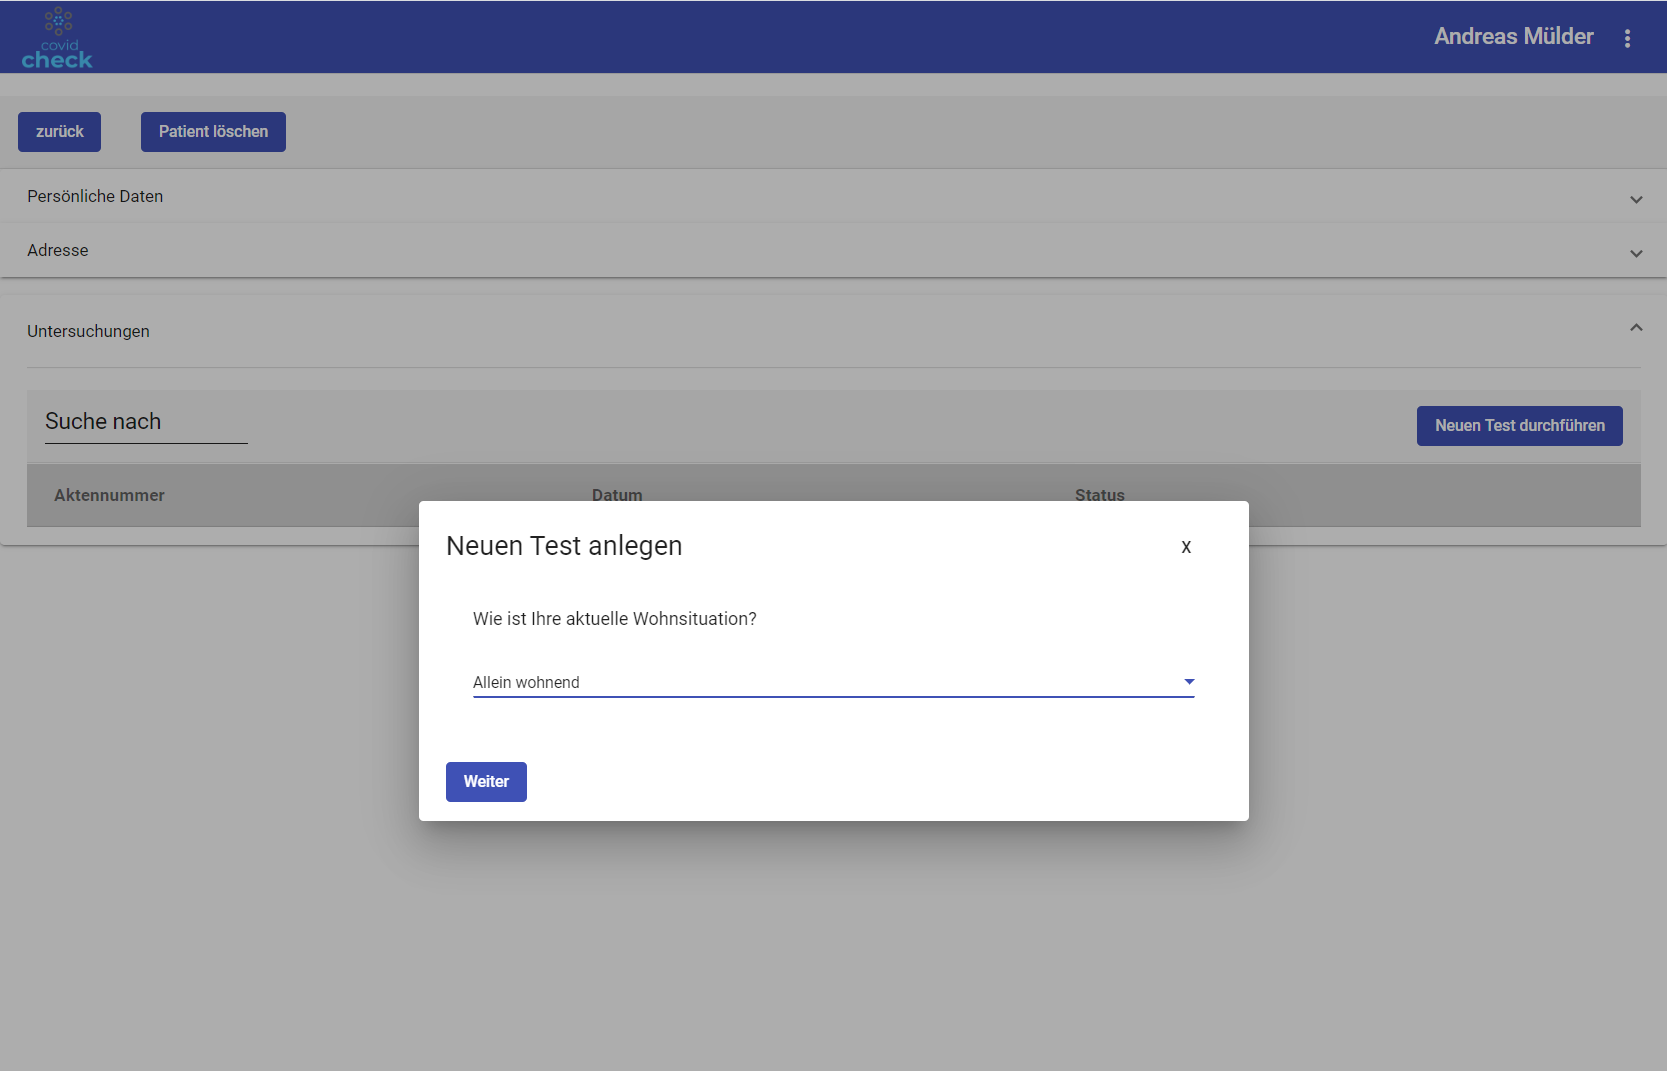 covid
check
Andreas Mülder
zurück
Patient löschen
Persönliche Daten
Adresse
Untersuchungen
Suche nach
Neuen Test durchführen
Aktennummer Datum Status
Neuen Test anlegen x
Wie ist Ihre aktuelle Wohnsituation?
Allein wohnend
Weiter